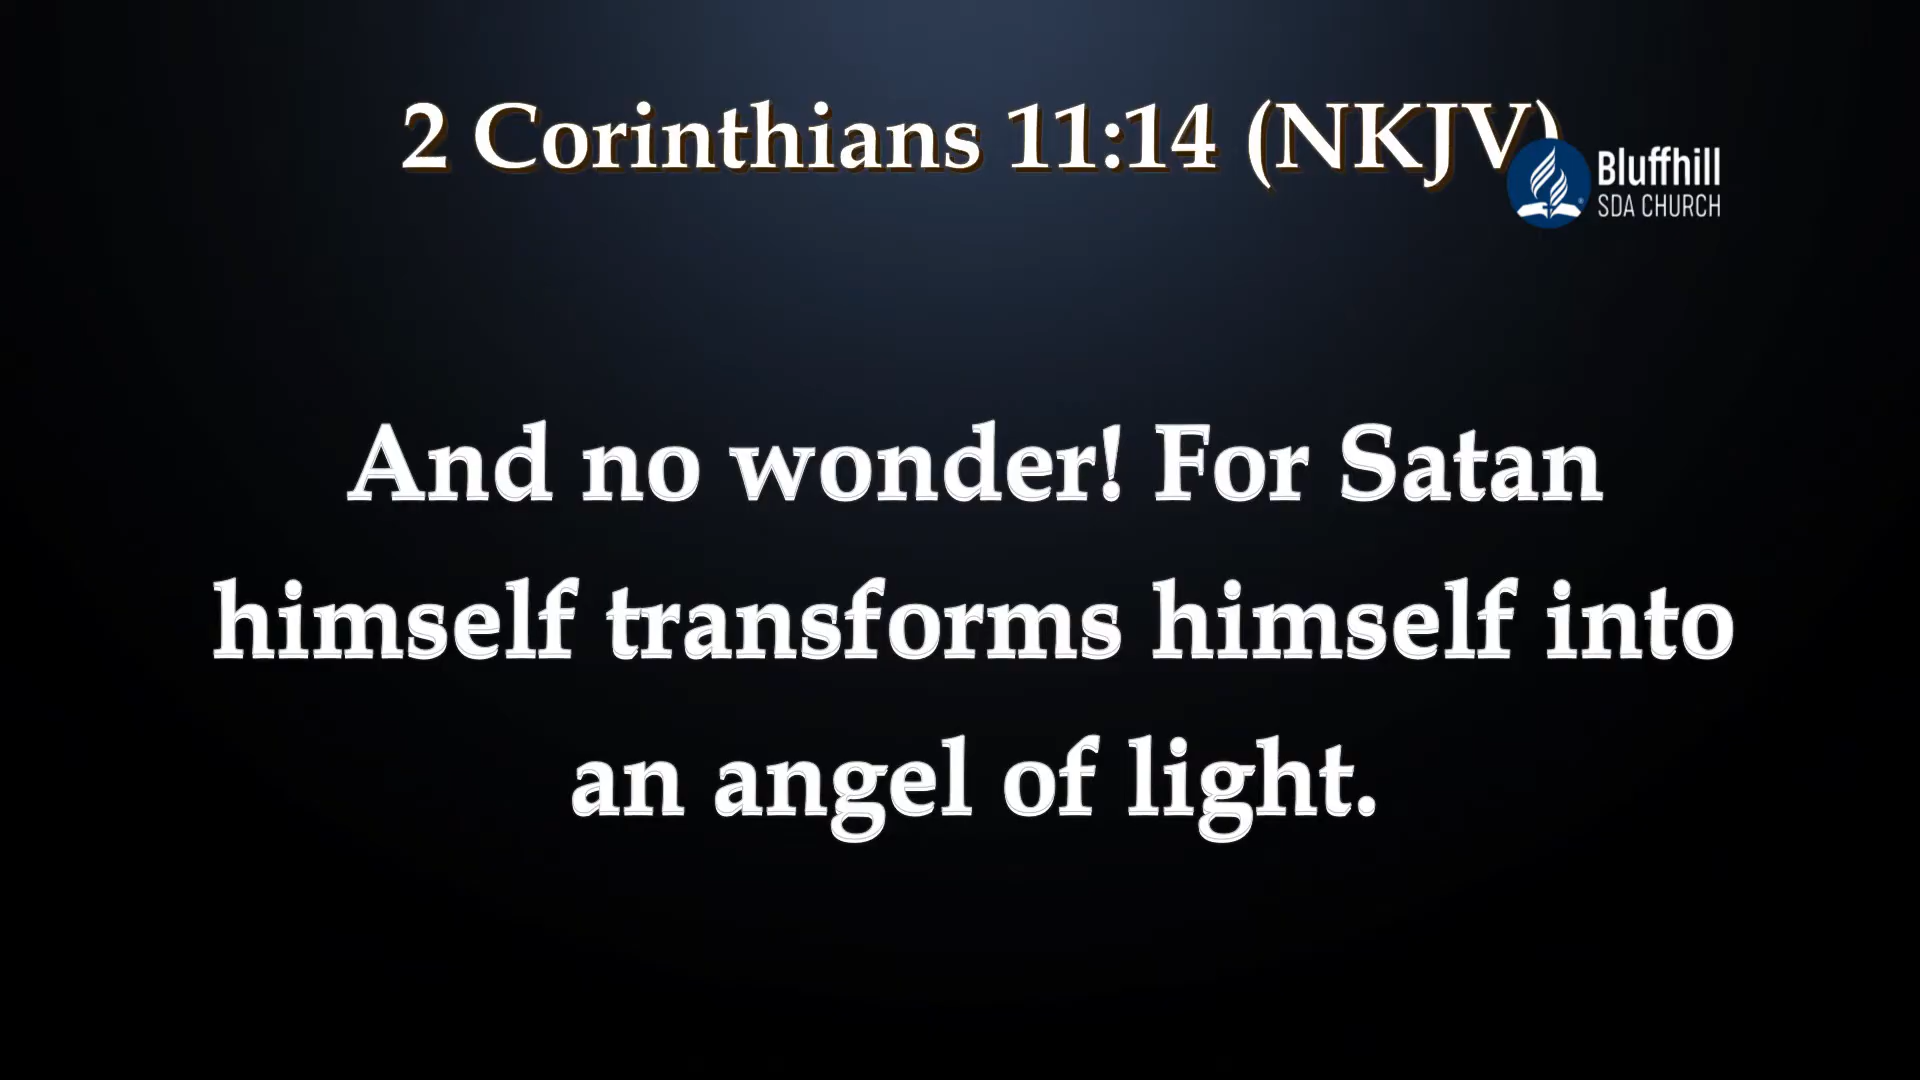 2 Corinthians 11:14 (NKJV)
Bluffhill
SDA CHURCH
And no wonder! For Satan
himself transforms himself into
an angel of light.